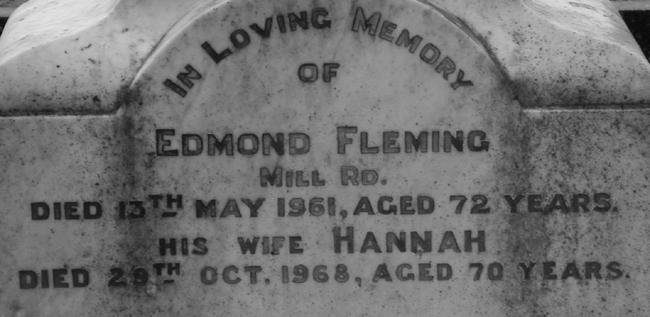 IN LOVING MEMORY
OF
EDMOND FLEMING
MILL RD.
DIED 13TH MAY 1961, AGED 72 YEARS.
HIS WIFE HANNAH
DIED 29TH OCT. 1968, AGED 70 YEARS.